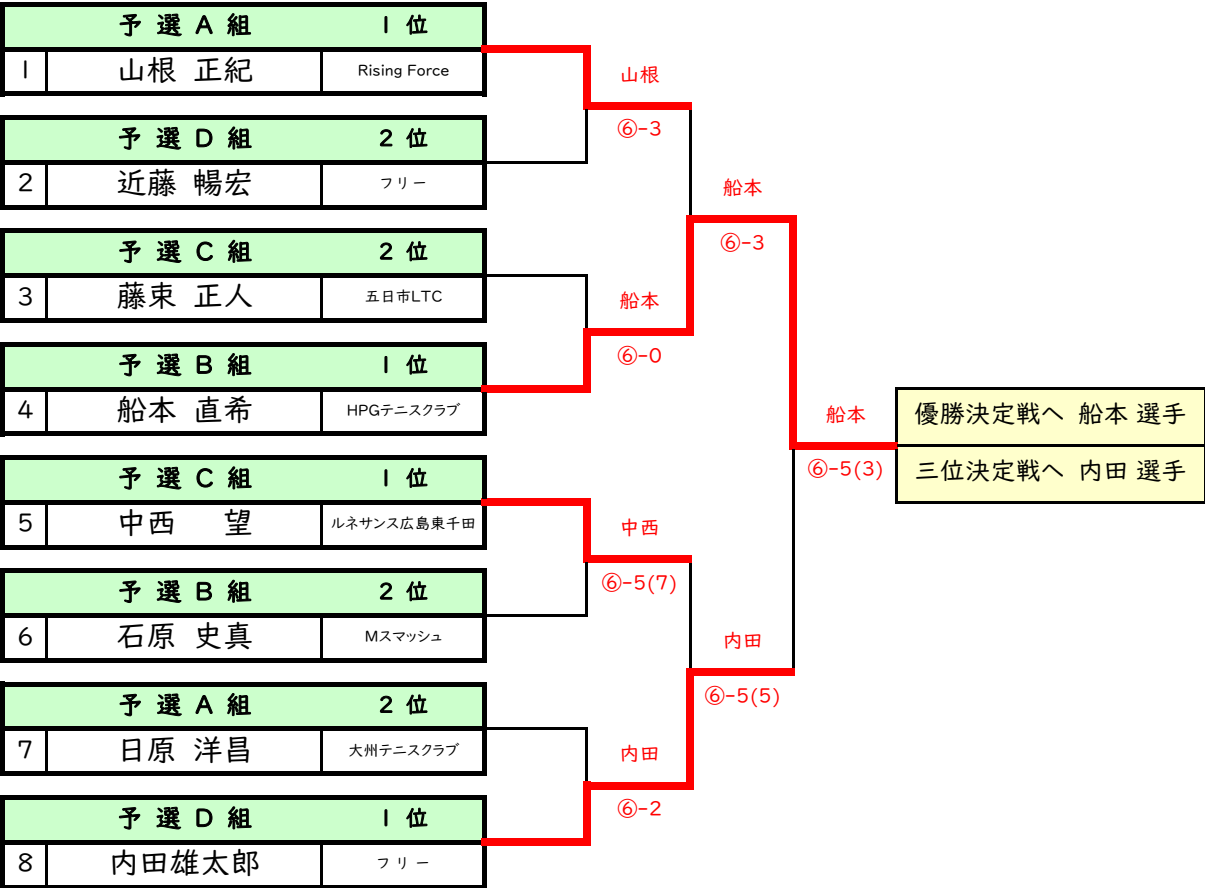 予選A組 1位
1 山根 正紀 Rising Force
予選D組 2位
2 近藤 暢宏 フリー
予選C組 2位
3 藤束 正人 五日市LTC
予選B組 1位
4 船本 直希 HPGテニスクラブ
予選C組 1位
5 中西 望 ルネサンス広島東千田
予選B組 2位
6 石原 史真 Mスマッシュ
予選A組 2位
7 日原 洋昌 大州テニスクラブ
予選D組 1位
8 内田雄太郎 フリー
山根
⑥-3
船本
⑥-0
中西
⑥-5(7)
内田
⑥-2
船本
⑥-3
内田
⑥-5(5)
船本
⑥-5(3)
優勝決定戦へ 船本 選手
三位決定戦へ 内田 選手